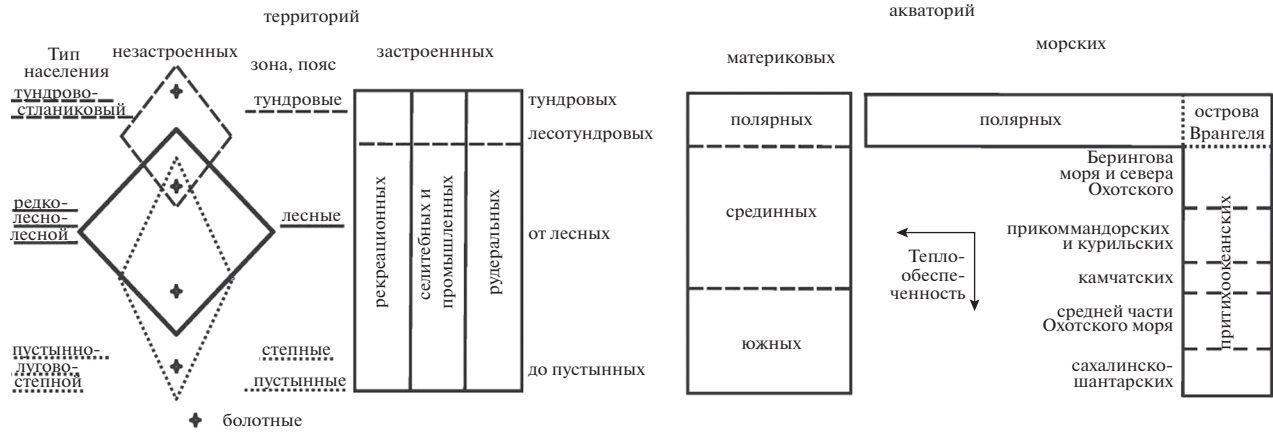 территорий
акваторий
Тип
населения
незастроенных
зона, пояс
застроеннных
материковых
морских
тундрово-
стланиковый
тундровые
тундровых
лесотундровых
полярных
полярных
острова
Врангеля
редко-
лесно-
лесной
лесные
рекреационных
селитебных и
промышленных
рудеральных
от лесных
срединных
Тепло-
обеспе-
ченность
Берингова
моря и севера
Охотского
прикоммандорских
и курильских
камчатских
средней части
Охотского моря
сахалинско-
шантарских
притихоокеанских
пустынно-
лугово-
степной
степные
пустынные
до пустынных
южных
болотные